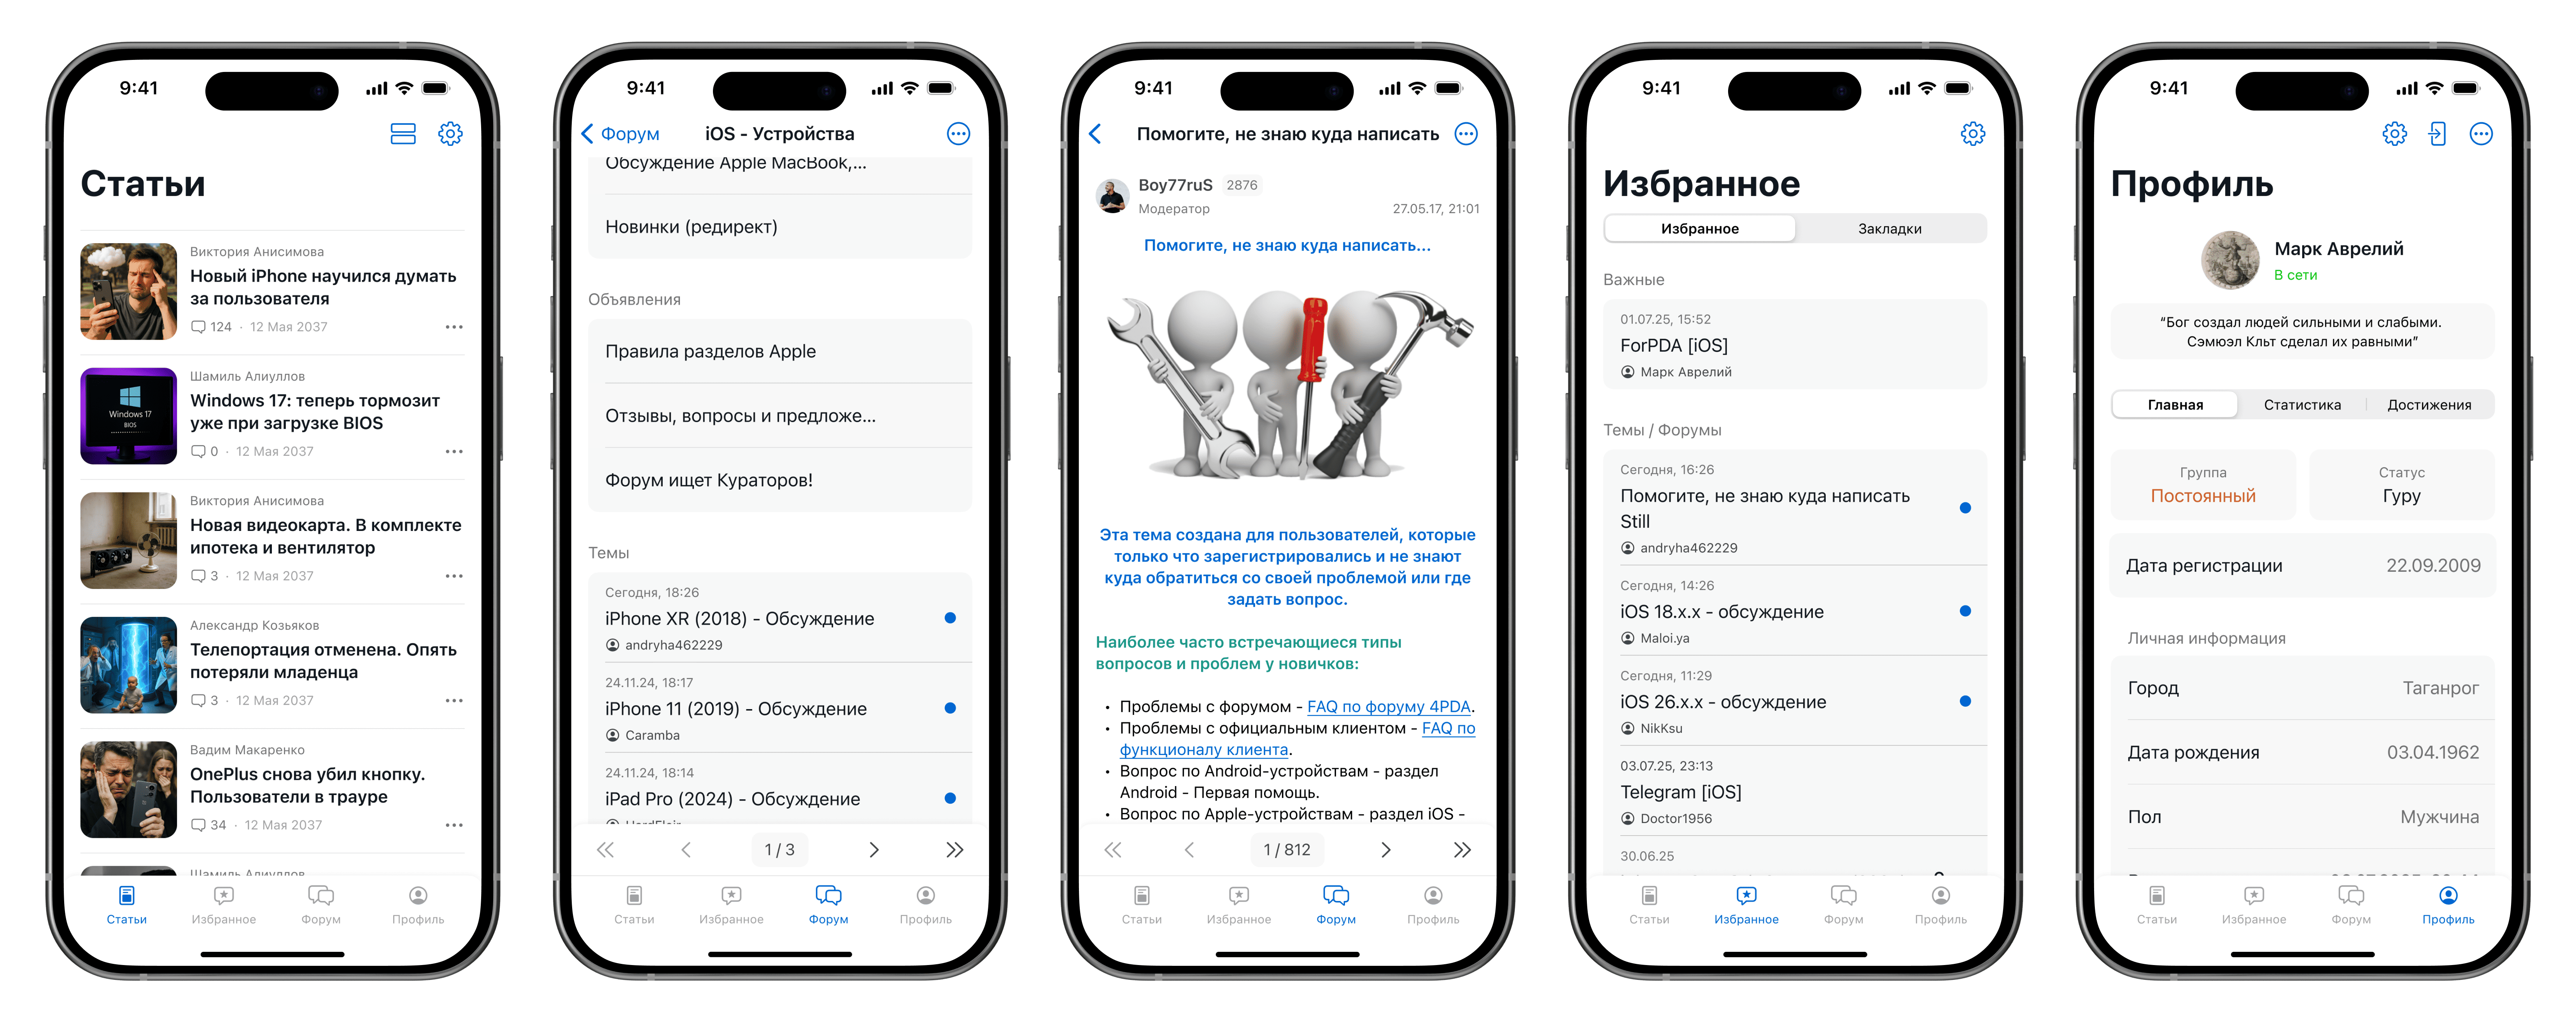 9:41
Статьи
Виктория Анисимова
Новый iPhone научился думать
за пользователя
124 · 12 Мая 2037
Шамиль Алиуллов
Windows 17: теперь тормозит
уже при загрузке BIOS
0 · 12 Мая 2037
Windows 17
BIOS
Виктория Анисимова
Новая видеокарта. В комплекте
ипотека и вентилятор
3 · 12 Мая 2037
Александр Козьяков
Телепортация отменена. Опять
потеряли младенца
3 · 12 Мая 2037
Вадим Макаренко
OnePlus снова убил кнопку.
Пользователи в трауре
34 · 12 Мая 2037
Шамиль Алиуллов
Статьи
Избранное
Форум
Профиль
9:41
Форум
iOS - Устройства
Обсуждение Apple MacBook,...
Новинки (редирект)
Объявления
Правила разделов Apple
Отзывы, вопросы и предложе...
Форум ищет Кураторов!
Темы
Сегодня, 18:26
iPhone XR (2018) - Обсуждение
andryha462229
24.11.24, 18:17
iPhone 11 (2019) - Обсуждение
Caramba
24.11.24, 18:14
iPad Pro (2024) - Обсуждение
1 / 3
Статьи
Избранное
Форум
Профиль
9:41
Помогите, не знаю куда написать
Boy77ruS 2876
Модератор
27.05.17, 21:01
Помогите, не знаю куда написать...
Эта тема создана для пользователей, которые
только что зарегистрировались и не знают
куда обратиться со своей проблемой или где
задать вопрос.
Наиболее часто встречающиеся типы
вопросов и проблем у новичков:
• Проблемы с форумом - FAQ по форуму 4PDA.
• Проблемы с официальным клиентом - FAQ по
функционалу клиента.
• Вопрос по Android-устройствам - раздел
Android - Первая помощь.
• Вопрос по Apple-устройствам - раздел iOS -
1 / 812
Статьи
Избранное
Форум
Профиль
9:41
Избранное
Избранное
Закладки
Важные
01.07.25, 15:52
ForPDA [iOS]
Марк Аврелий
Темы / Форумы
Сегодня, 16:26
Помогите, не знаю куда написать
Still
andryha462229
Сегодня, 14:26
iOS 18.x.x - обсуждение
Maloi.ya
Сегодня, 11:29
iOS 26.x.x - обсуждение
NikKsu
03.07.25, 23:13
Telegram [iOS]
Doctor1956
30.06.25
Статьи
Избранное
Форум
Профиль
9:41
Профиль
Марк Аврелий
В сети
“Бог создал людей сильными и слабыми.
Сэмюэл Кльт сделал их равными”
Главная
Статистика
Достижения
Группа
Постоянный
Статус
Гуру
Дата регистрации
22.09.2009
Личная информация
Город
Таганрог
Дата рождения
03.04.1962
Пол
Мужчина
Статьи
Избранное
Форум
Профиль